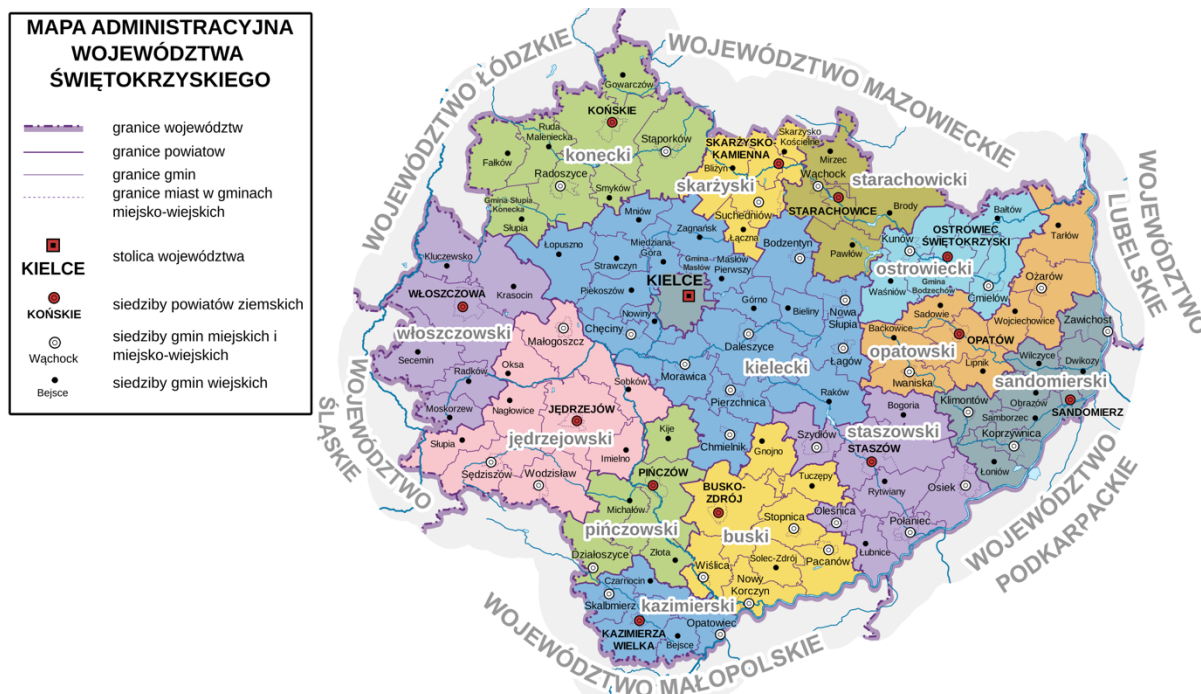 MAPA ADMINISTRACYJNA
WOJEWÓDZTWA
ŚWIĘTOKRZYSKIEGO
granice województw
granice powiatow
granice gmin
granice miast w gminach
miejsko-wiejskich
stolica województwa
KIELCE
siedziby powiatów ziemskich
KOŃSKIE
siedziby gmin miejskich i
miejsko-wiejskich
Wąchock
siedziby gmin wiejskich
Bejsce
WOJEWÓDZTWO ŁÓDZKIE
WOJEWÓDZTWO MAZOWIECKIE
WOJEWÓDZTWO
LUBELSKIE
WOJEWÓDZTWO
PODKARPACKIE
WOJEWÓDZTWO MAŁOPOLSKIE
WOJEWÓDZTWO
ŚLĄSKIE
Gowarczów
KOŃSKIE
Ruda
Maleniecka
Stąporków
konecki
Fałków
Radoszyce
Smyków
Gmina Słupia
Konecka
Słupia
SKARŻYSKO-
KAMIENNA
Skarżysko
Kościelne
Bliżyn
skarżyski
Suchedniów
Łączna
Mirzec
Wąchock
starachowicki
STARACHOWICE
Brody
Pawłów
Bałtów
OSTROWIEC
ŚWIĘTOKRZYSKI
Kunów
ostrowiecki
Gmina
Bodzechów
Waśniów
Ćmielów
Tarłów
Ożarów
Sadowie
Wojciechowice
Baćkowice
OPATÓW
opatowski
Lipnik
Iwaniska
Zawichost
Wilczyce
Dwikozy
sandomierski
Klimontów
Obrazów
SANDOMIERZ
Samborzec
Koprzywnica
Łoniów
Mniów
Zagnańsk
Bodzentyn
Łopuszno
Miedziana-
Góra
Gmina
Masłów
Masłów
Pierwszy
Strawczyn
KIELCE
Piekoszów
Górno
Bieliny
Nowa
Słupia
Nowiny
Chęciny
Daleszyce
Łagów
Morawica
kielecki
Pierzchnica
Raków
Chmielnik
Kluczewsko
WŁOSZCZOWA
Krasocin
włoszczowski
Secemin
Radków
Moskorzew
Małogoszcz
Oksa
Sobków
Nagłowice
JĘDRZEJÓW
jędrzejowski
Słupia
Imielno
Sędziszów
Wodzisław
Kije
PIŃCZÓW
Michałów
pińczowski
Działoszyce
Złota
Gnojno
BUSKO-
ZDRÓJ
Tuczępy
Stopnica
buski
Solec-Zdrój
Pacanów
Wiślica
Nowy
Korczyn
Bogoria
Szydłów
staszowski
STASZÓW
Rytwiany
Osiek
Oleśnica
Połaniec
Łubnice
Czarnocin
Skalbmierz
kazimierski
KAZIMIERZA
WIELKA
Opatowiec
Bejsce